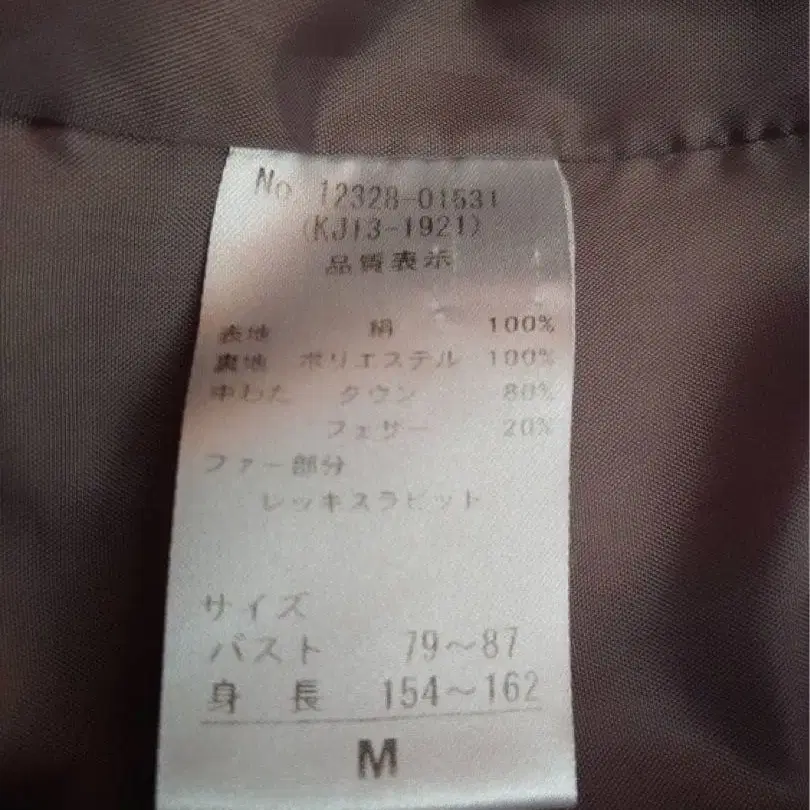 No 12328-01531
(KJ13-1921)
品質表示
表地 絹 100%
裏地 ポリエステル 100%
中わた ダウン 80%
フェザー 20%
ファー部分
レッキスラビット
サイズ
バスト 79～87
身長 154～162
M